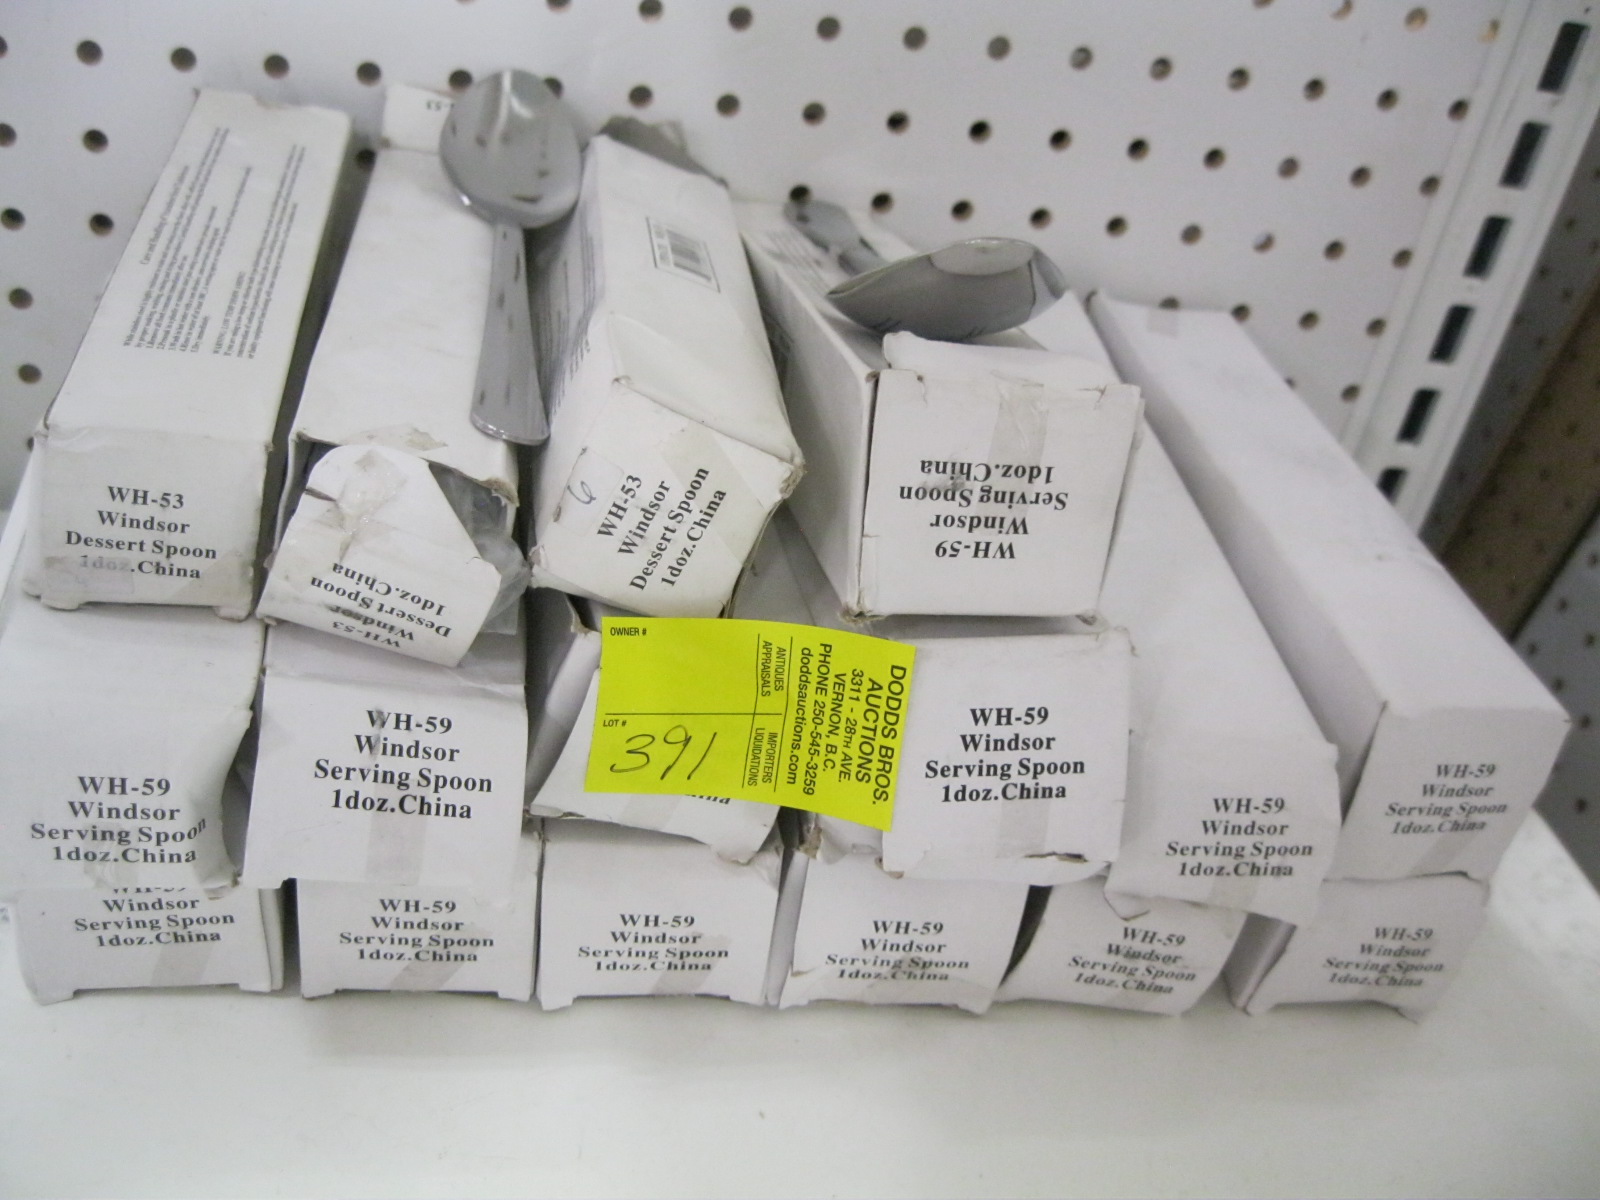 WH-53
Windsor
Dessert Spoon
1doz.China
WH-53
Windsor
Dessert Spoon
1doz.China
6
WH-53
Windsor
Dessert Spoon
1doz.China
WH-59
Windsor
Serving Spoon
1doz.China
WH-59
Windsor
Serving Spoon
1doz.China
WH-59
Windsor
Serving Spoon
1doz.China
OWNER #
LOT #
391
ANTIQUES
APPRAISALS
IMPORTERS
LIQUIDATIONS
DODDS BROS.
AUCTIONS
3311 - 28TH AVE.
VERNON, B.C.
PHONE 250-545-3259
doddsauctions.com
WH-59
Windsor
Serving Spoon
1doz.China
WH-59
Windsor
Serving Spoon
1doz.China
WH-59
Windsor
Serving Spoon
1doz.China
WH-59
Windsor
Serving Spoon
1doz.China
WH-59
Windsor
Serving Spoon
1doz.China
WH-59
Windsor
Serving Spoon
1doz.China
WH-59
Windsor
Serving Spoon
1doz.China
WH-59
Windsor
Serving Spoon
1doz.China
WH-59
Windsor
Serving Spoon
1doz.China